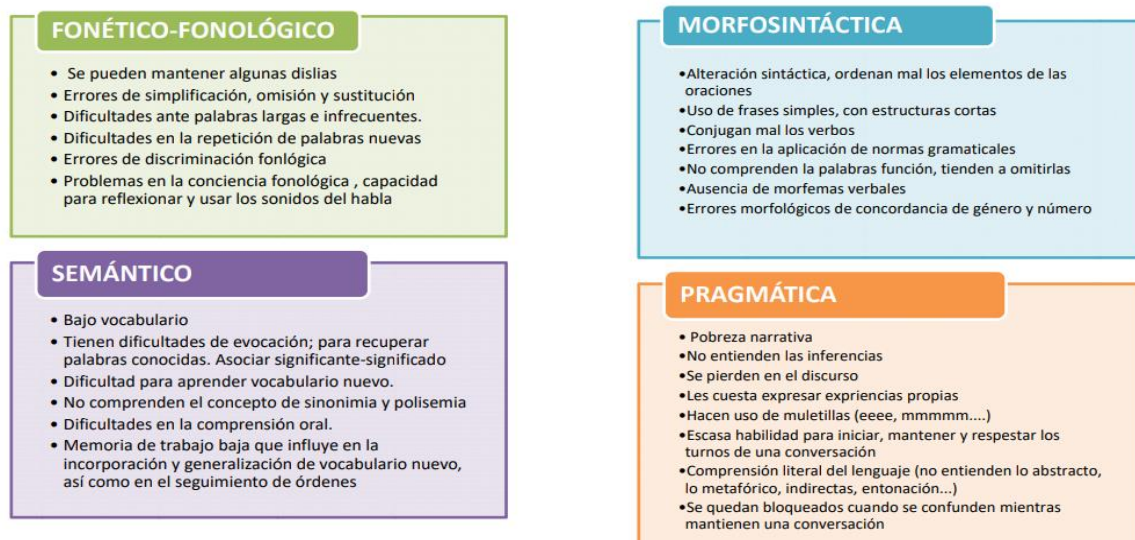 FONÉTICO-FONOLÓGICO
• Se pueden mantener algunas dislias
• Errores de simplificación, omisión y sustitución
• Dificultades ante palabras largas e infrecuentes.
• Dificultades en la repetición de palabras nuevas
• Errores de discriminación fonlógica
• Problemas en la conciencia fonológica , capacidad
para reflexionar y usar los sonidos del habla
SEMÁNTICO
• Bajo vocabulario
• Tienen dificultades de evocación; para recuperar
palabras conocidas. Asociar significante-significado
• Dificultad para aprender vocabulario nuevo.
• No comprenden el concepto de sinonimia y polisemia
• Dificultades en la comprensión oral.
• Memoria de trabajo baja que influye en la
incorporación y generalización de vocabulario nuevo,
así como en el seguimiento de órdenes
MORFOSINTÁCTICA
•Alteración sintáctica, ordenan mal los elementos de las
oraciones
•Uso de frases simples, con estructuras cortas
•Conjugan mal los verbos
•Errores en la aplicación de normas gramaticales
•No comprenden la palabras función, tienden a omitirlas
•Ausencia de morfemas verbales
•Errores morfológicos de concordancia de género y número
PRAGMÁTICA
• Pobreza narrativa
•No entienden las inferencias
•Se pierden en el discurso
•Les cuesta expresar expriencias propias
•Hacen uso de muletillas (eeee, mmmmm....)
•Escasa habilidad para iniciar, mantener y respestar los
turnos de una conversación
•Comprensión literal del lenguaje (no entienden lo abstracto,
lo metafórico, indirectas, entonación...)
•Se quedan bloqueados cuando se confunden mientras
mantienen una conversación